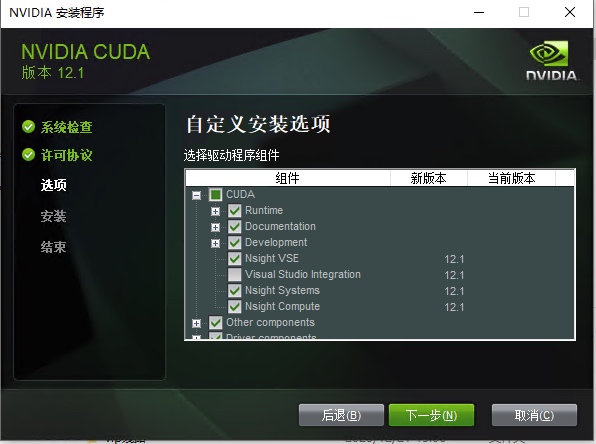 NVIDIA 安装程序
NVIDIA CUDA
版本 12.1
NVIDIA.
系统检查
许可协议
选项
安装
结束
自定义安装选项
选择驱动程序组件
组件 新版本 当前版本
CUDA
Runtime
Documentation
Development
Nsight VSE 12.1
Visual Studio Integration 12.1
Nsight Systems 12.1
Nsight Compute 12.1
Other components
Driver components
后退(B) 下一步(N) 取消(C)